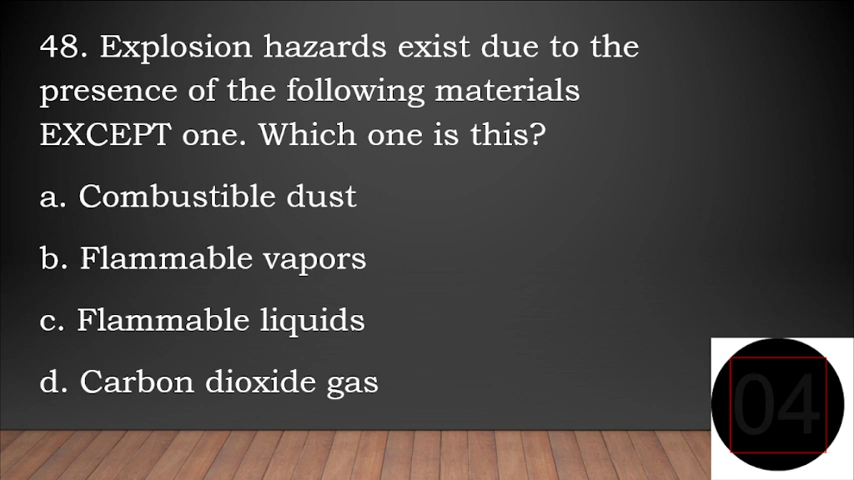 48. Explosion hazards exist due to the
presence of the following materials
EXCEPT one. Which one is this?
a. Combustible dust
b. Flammable vapors
c. Flammable liquids
d. Carbon dioxide gas
04